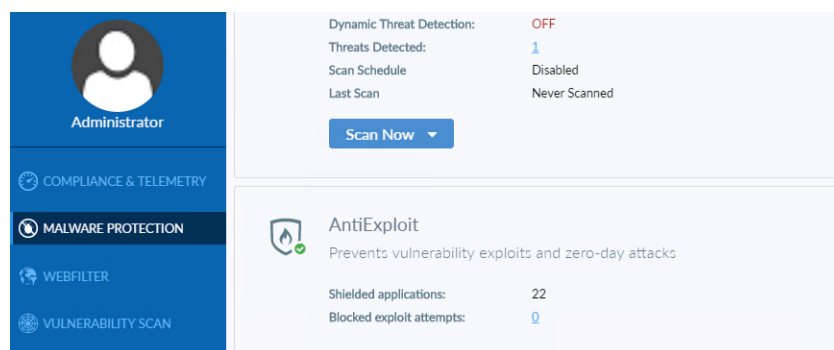 Administrator
COMPLIANCE & TELEMETRY
MALWARE PROTECTION
WEBFILTER
VULNERABILITY SCAN
Dynamic Threat Detection: OFF
Threats Detected: 1
Scan Schedule Disabled
Last Scan Never Scanned
Scan Now
AntiExploit
Prevents vulnerability exploits and zero-day attacks
Shielded applications: 22
Blocked exploit attempts: 0